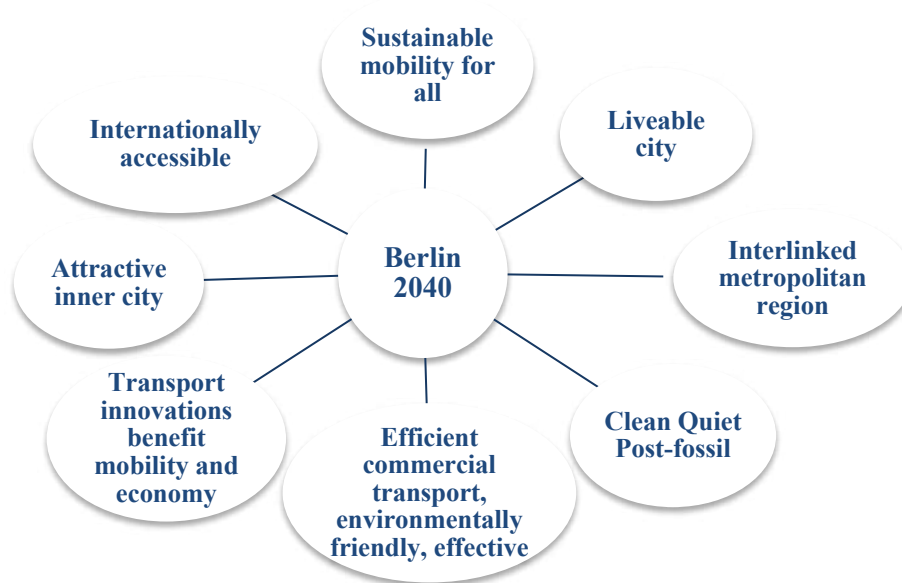 Sustainable
mobility for
all
Liveable
city
Interlinked
metropolitan
region
Clean Quiet
Post-fossil
Efficient
commercial
transport,
environmentally
friendly, effective
Transport
innovations
benefit
mobility and
economy
Attractive
inner city
Internationally
accessible
Berlin
2040